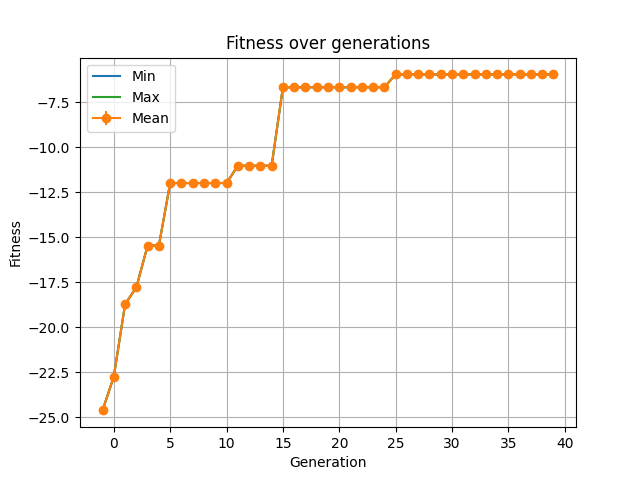 Fitness over generations
Min
Max
Mean
−7.5
−10.0
−12.5
−15.0
−17.5
−20.0
−22.5
−25.0
Fitness
0 5 10 15 20 25 30 35 40
Generation